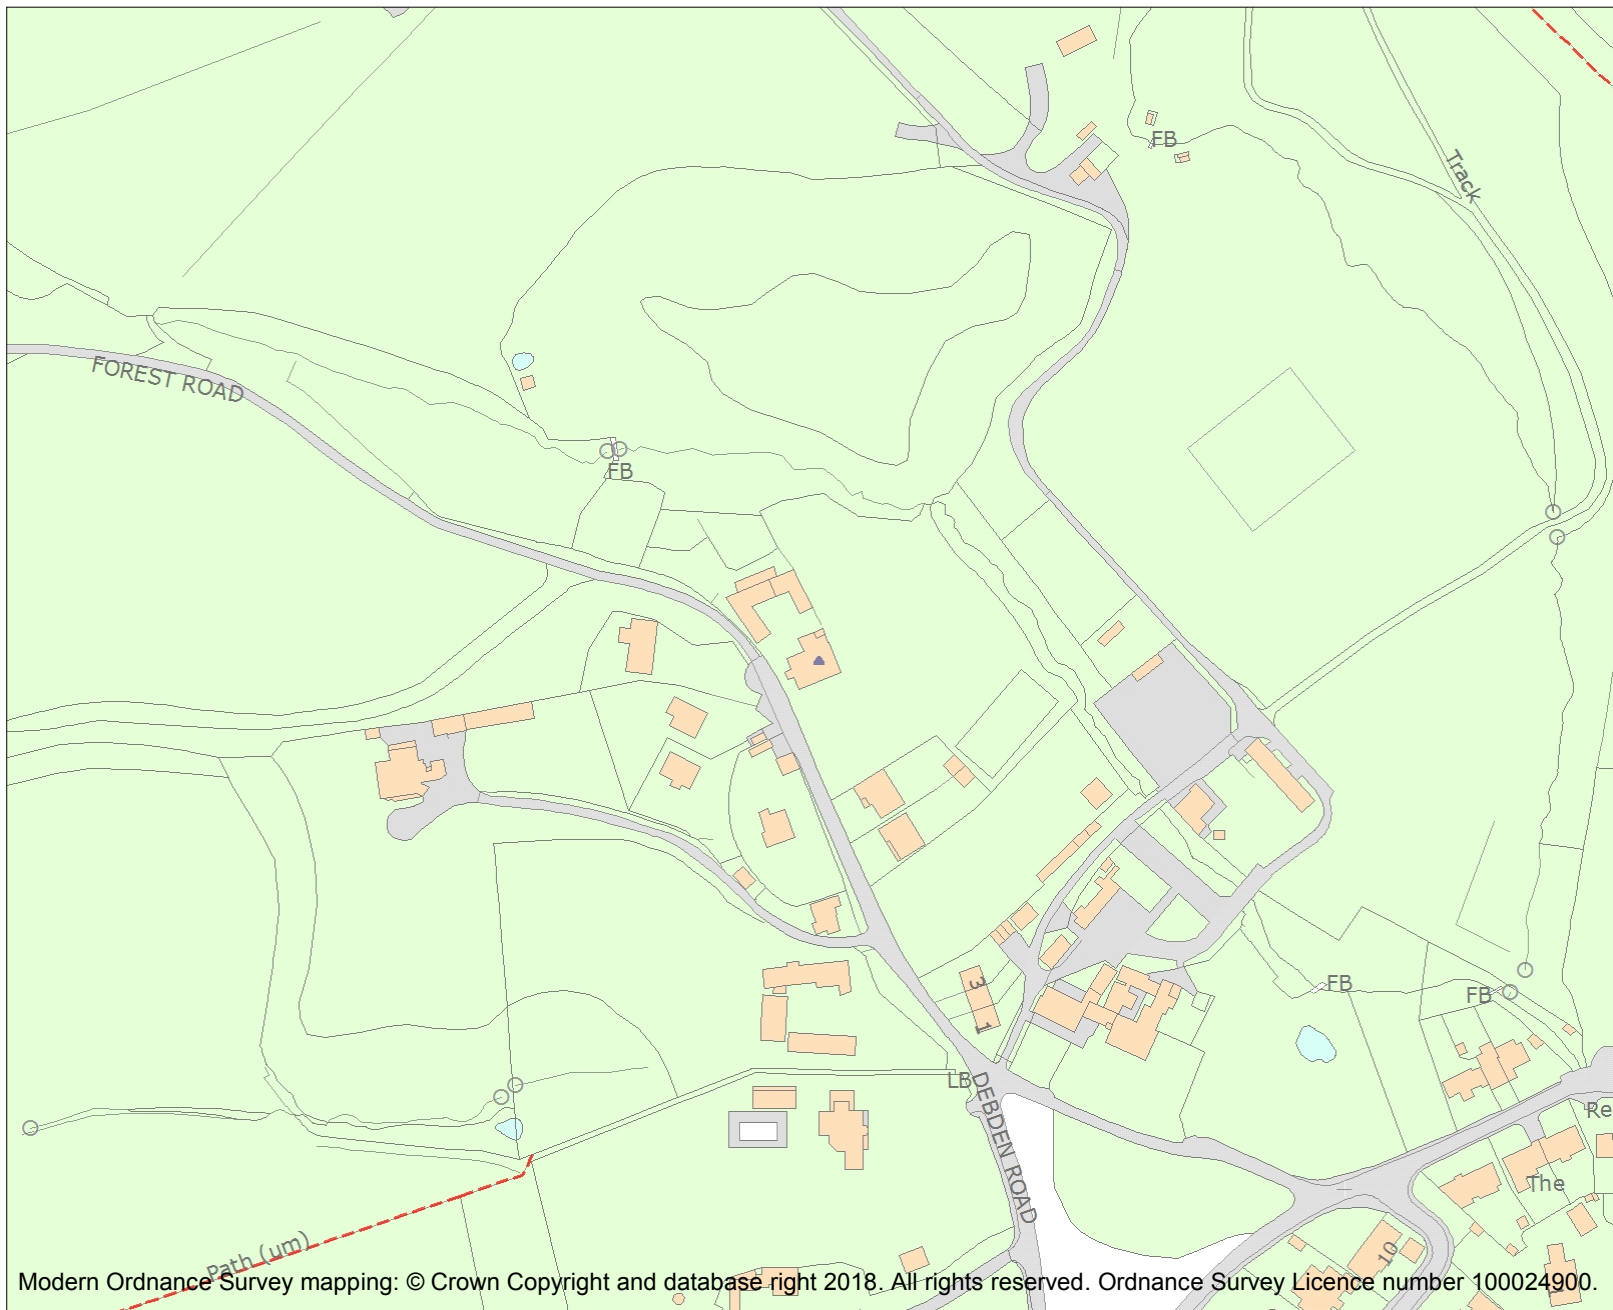 FB
Track
FOREST ROAD
FB
3
1
FB
FB
LB
DEBDEN ROAD
Re
The
10
Path (um)
Modern Ordnance Survey mapping: © Crown Copyright and database right 2018. All rights reserved. Ordnance Survey Licence number 100024900.